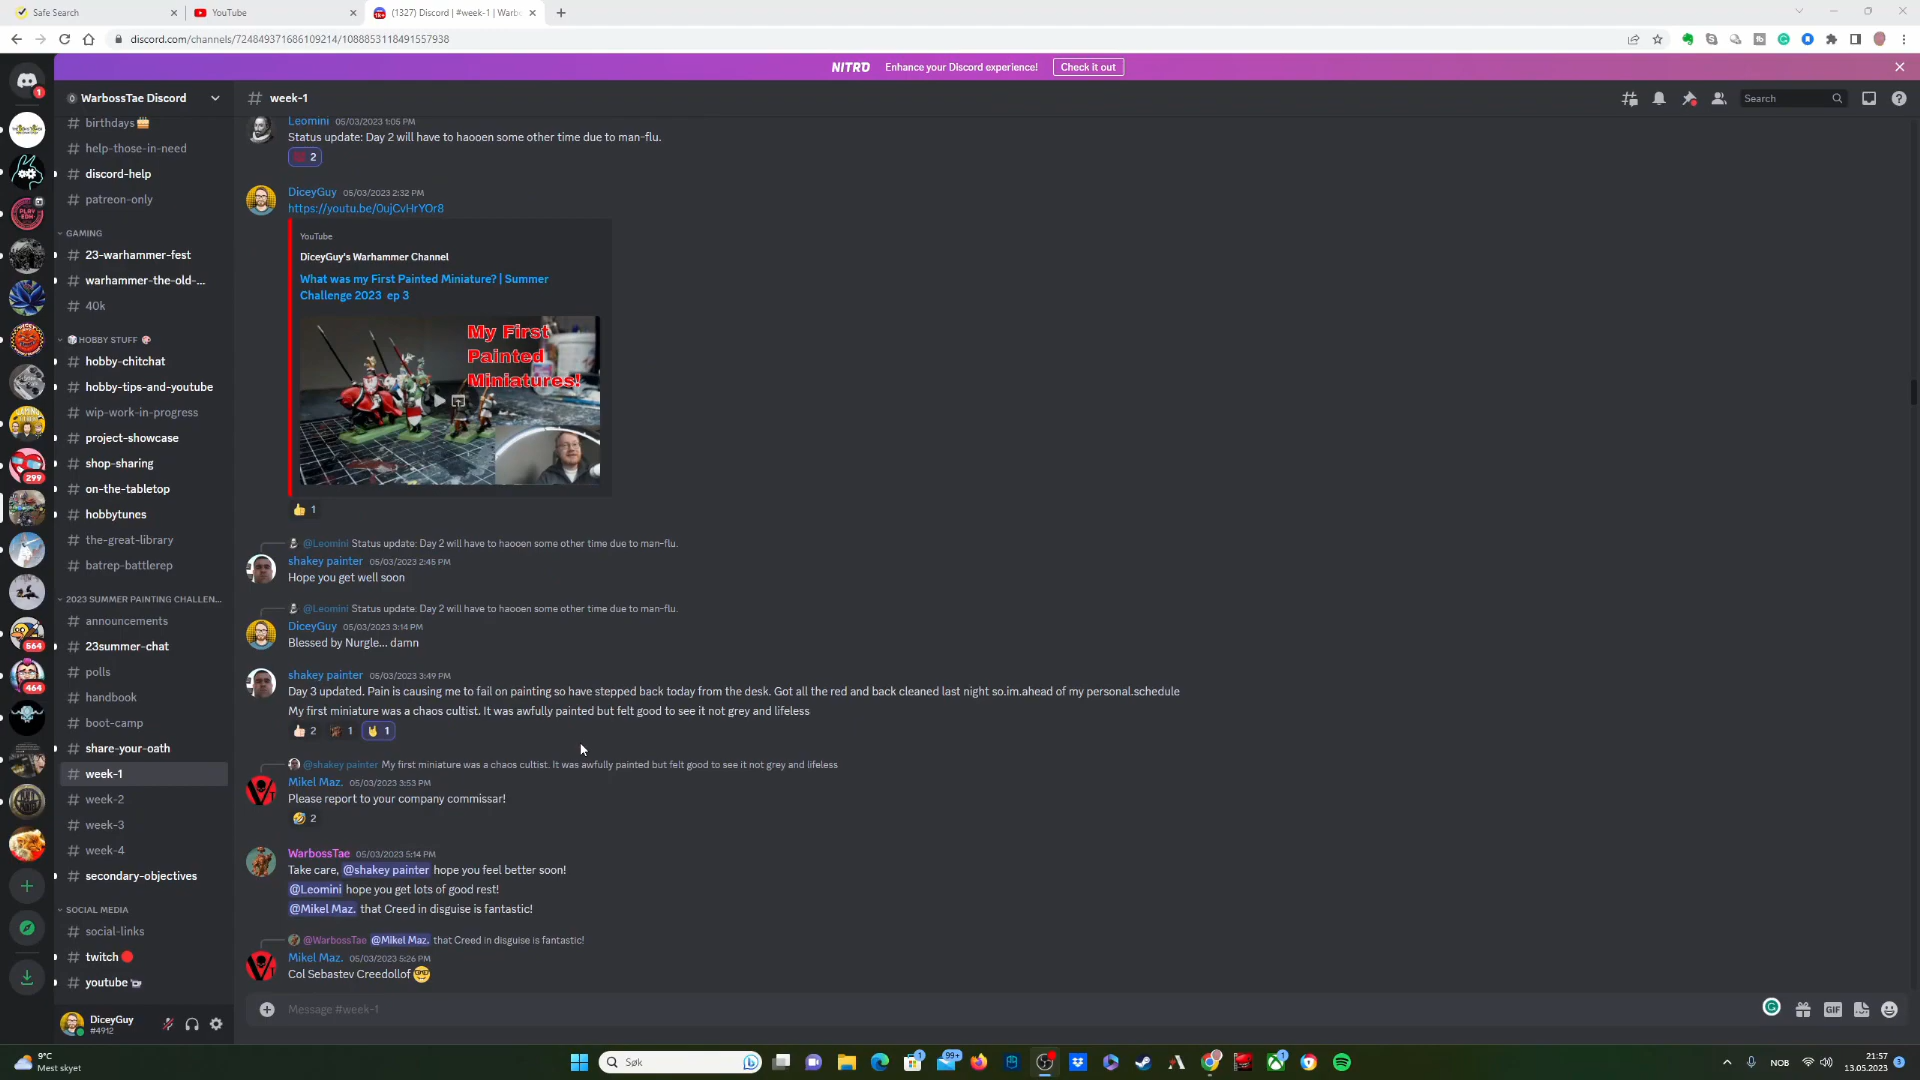 Safe Search
YouTube
(1327) Discord | #week-1 | Warbo
discord.com/channels/724849371686109214/1088853118491557938
NITRO Enhance your Discord experience! Check it out
WarbossTae Discord
# week-1
Search
birthdays
help-those-in-need
discord-help
patreon-only
GAMING
23-warhammer-fest
warhammer-the-old-...
40k
HOBBY STUFF
hobby-chitchat
hobby-tips-and-youtube
wip-work-in-progress
project-showcase
shop-sharing
on-the-tabletop
hobbytunes
the-great-library
batrep-battlerep
2023 SUMMER PAINTING CHALLEN...
announcements
23summer-chat
polls
handbook
boot-camp
share-your-oath
week-1
week-2
week-3
week-4
secondary-objectives
SOCIAL MEDIA
social-links
twitch
youtube
DiceyGuy
#4912
1
299
564
464
Leomini 05/03/2023 1:05 PM
Status update: Day 2 will have to haooen some other time due to man-flu.
2
DiceyGuy 05/03/2023 2:32 PM
https://youtu.be/0ujCvHrYOr8
YouTube
DiceyGuy's Warhammer Channel
What was my First Painted Miniature? | Summer
Challenge 2023 ep 3
My First
Painted
Miniatures!
1
@Leomini Status update: Day 2 will have to haooen some other time due to man-flu.
shakey painter 05/03/2023 2:45 PM
Hope you get well soon
@Leomini Status update: Day 2 will have to haooen some other time due to man-flu.
DiceyGuy 05/03/2023 3:14 PM
Blessed by Nurgle... damn
shakey painter 05/03/2023 3:49 PM
Day 3 updated. Pain is causing me to fail on painting so have stepped back today from the desk. Got all the red and back cleaned last night so.im.ahead of my personal.schedule
My first miniature was a chaos cultist. It was awfully painted but felt good to see it not grey and lifeless
2 1 1
@shakey painter My first miniature was a chaos cultist. It was awfully painted but felt good to see it not grey and lifeless
Mikel Maz. 05/03/2023 3:53 PM
Please report to your company commissar!
2
WarbossTae 05/03/2023 5:14 PM
Take care, @shakey painter hope you feel better soon!
@Leomini hope you get lots of good rest!
@Mikel Maz. that Creed in disguise is fantastic!
@WarbossTae @Mikel Maz. that Creed in disguise is fantastic!
Mikel Maz. 05/03/2023 5:26 PM
Col Sebastev Creedollof
Message #week-1
GIF
9°C
Mest skyet
Søk
99+
NOB
21:57
13.05.2023